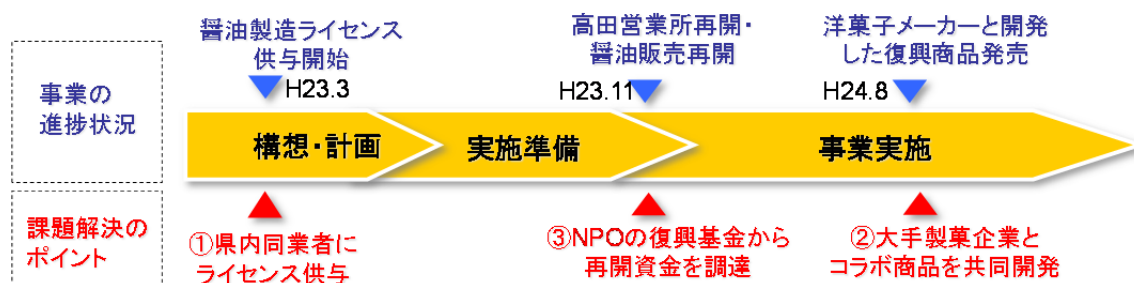 醤油製造ライセンス
供与開始
高田営業所再開・
醤油販売再開
洋菓子メーカーと開発
した復興商品発売
事業の
進捗状況
H23.3
H23.11
H24.8
構想・計画
実施準備
事業実施
課題解決の
ポイント
①県内同業者に
ライセンス供与
③NPOの復興基金から
再開資金を調達
②大手製菓企業と
コラボ商品を共同開発